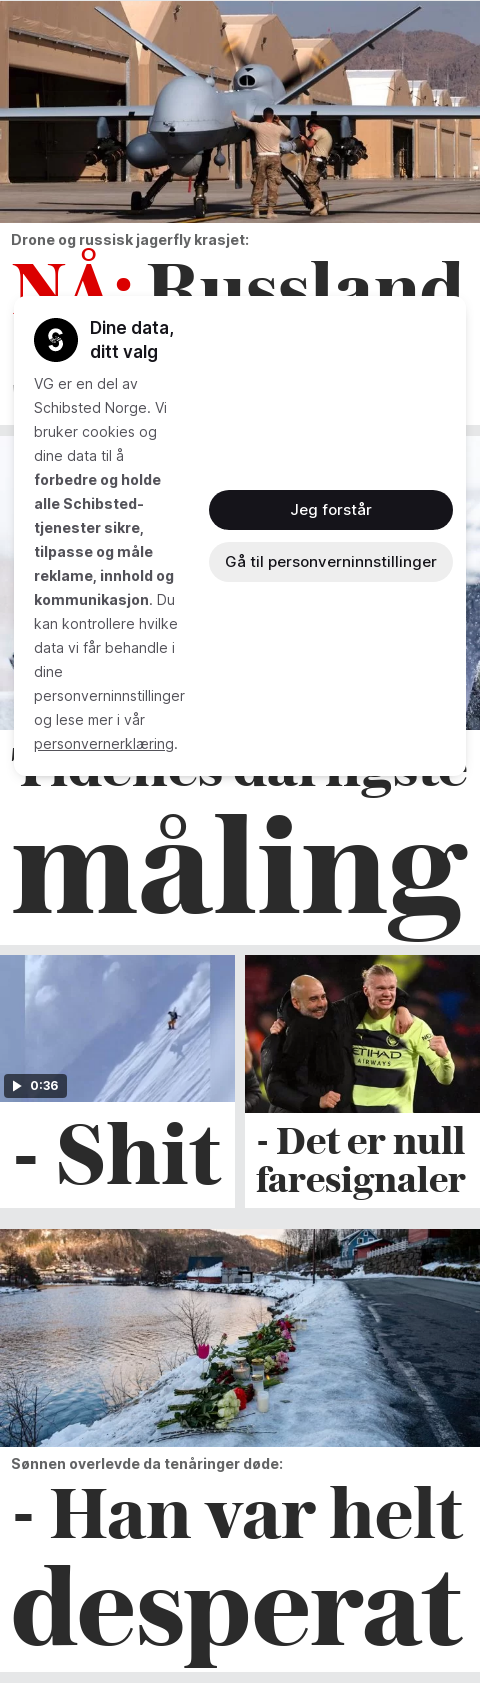 Drone og russisk jagerfly krasjet:
NÅ: Russland
Dine data,
ditt valg
VG er en del av
Schibsted Norge. Vi
bruker cookies og
dine data til å
forbedre og holde
alle Schibsted-
tjenester sikre,
tilpasse og måle
reklame, innhold og
kommunikasjon. Du
kan kontrollere hvilke
data vi får behandle i
dine
personverninnstillinger
og lese mer i vår
personvernerklæring.
Jeg forstår
Gå til personverninnstillinger
måling
0:36
- Shit
ETIHAD
AIRWAYS
- Det er null
faresignaler
Sønnen overlevde da tenåringer døde:
- Han var helt
desperat